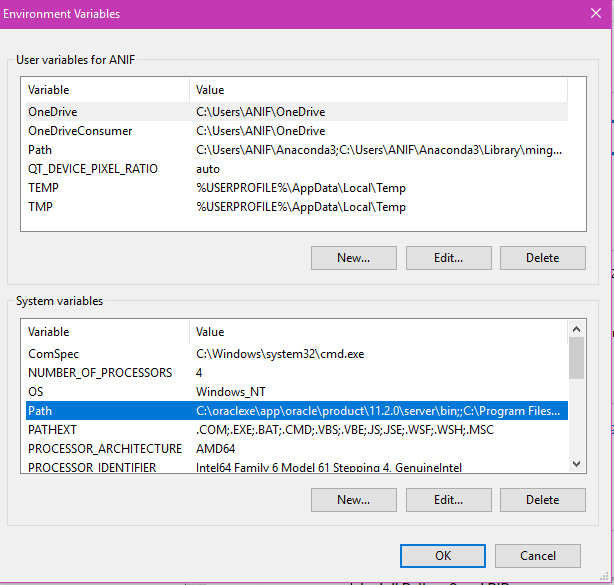 Environment Variables
User variables for ANIF
Variable Value
OneDrive C:\Users\ANIF\OneDrive
OneDriveConsumer C:\Users\ANIF\OneDrive
Path C:\Users\ANIF\Anaconda3;C:\Users\ANIF\Anaconda3\Library\ming...
QT_DEVICE_PIXEL_RATIO auto
TEMP %USERPROFILE%\AppData\Local\Temp
TMP %USERPROFILE%\AppData\Local\Temp
New... Edit... Delete
System variables
Variable Value
ComSpec C:\Windows\system32\cmd.exe
NUMBER_OF_PROCESSORS 4
OS Windows_NT
Path C:\oraclexe\app\oracle\product\11.2.0\server\bin;;C:\Program Files...
PATHEXT .COM;.EXE;.BAT;.CMD;.VBS;.VBE;.JS;.JSE;.WSF;.WSH;.MSC
PROCESSOR_ARCHITECTURE AMD64
PROCESSOR_IDENTIFIER Intel64 Family 6 Model 61 Stepping 4, GenuineIntel
New... Edit... Delete
OK Cancel